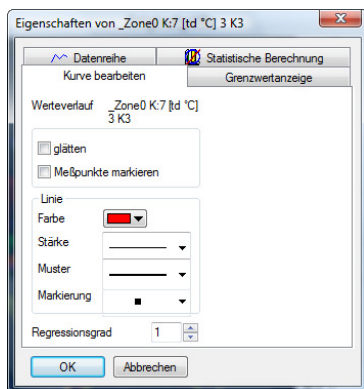 Eigenschaften von _Zone0 K:7 [td °C] 3 K3
Datenreihe
Statistische Berechnung
Kurve bearbeiten
Grenzwertanzeige
Werteverlauf _Zone0 K:7 [td °C]
3 K3
glätten
Meßpunkte markieren
Linie
Farbe
Stärke
Muster
Markierung
Regressionsgrad 1
OK Abbrechen